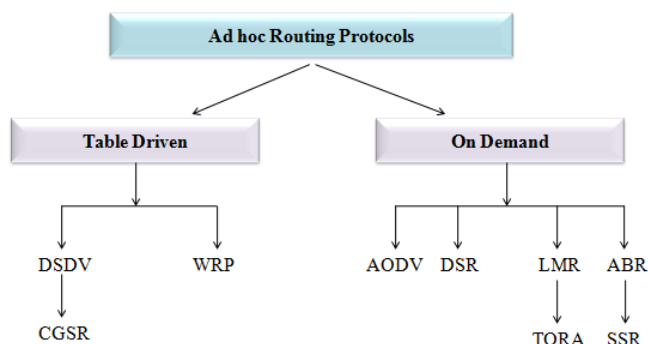 Ad hoc Routing Protocols
Table Driven
On Demand
DSDV
WRP
AODV
DSR
LMR
ABR
CGSR
TORA
SSR